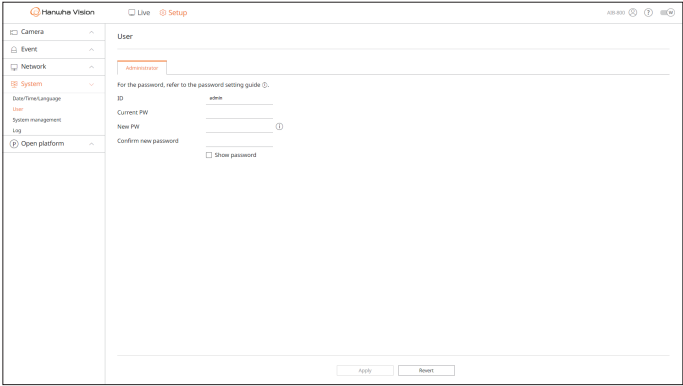 Hanwha Vision
Live
Setup
AIB-800
?
W
Camera
Event
Network
System
Date/Time/Language
User
System management
Log
P Open platform
User
Administrator
For the password, refer to the password setting guide ⓘ.
ID admin
Current PW
New PW ⓘ
Confirm new password
Show password
Apply
Revert